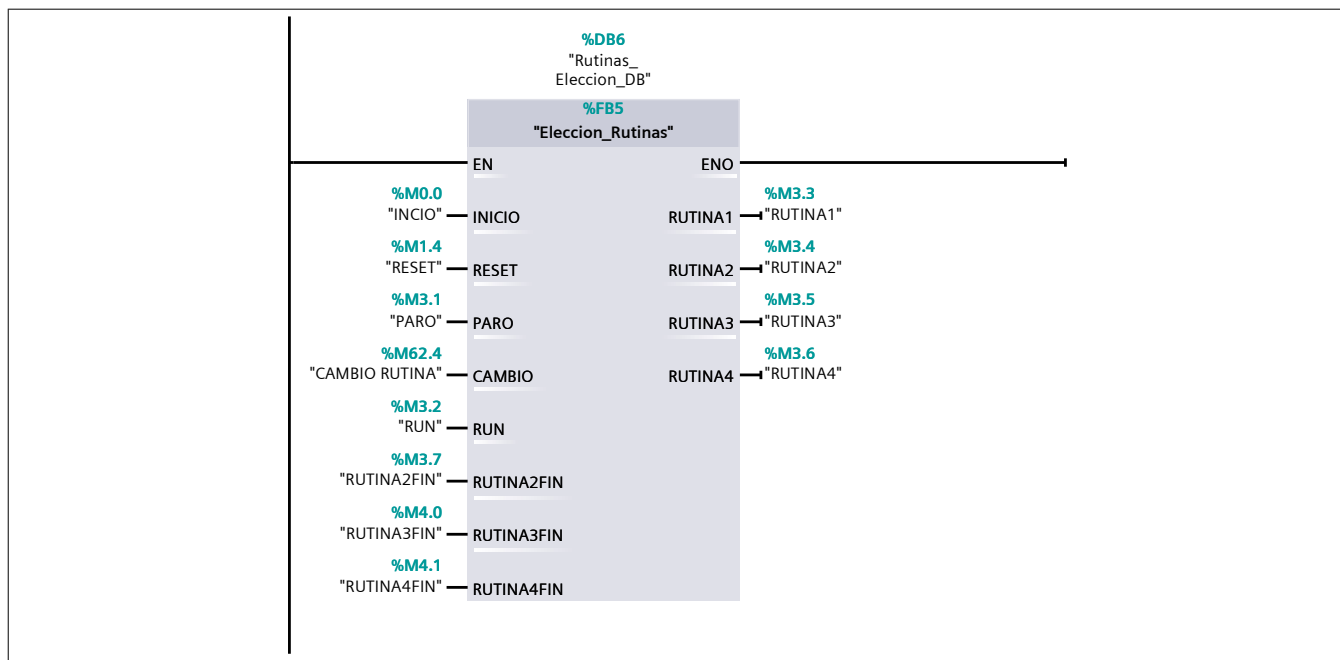 %DB6
"Rutinas_
Eleccion_DB"
%FB5
"Eleccion_Rutinas"
EN
ENO
%M0.0
"INCIO"
INICIO
RUTINA1
%M3.3
"RUTINA1"
%M1.4
"RESET"
RESET
RUTINA2
%M3.4
"RUTINA2"
%M3.1
"PARO"
PARO
RUTINA3
%M3.5
"RUTINA3"
%M62.4
"CAMBIO RUTINA"
CAMBIO
RUTINA4
%M3.6
"RUTINA4"
%M3.2
"RUN"
RUN
%M3.7
"RUTINA2FIN"
RUTINA2FIN
%M4.0
"RUTINA3FIN"
RUTINA3FIN
%M4.1
"RUTINA4FIN"
RUTINA4FIN